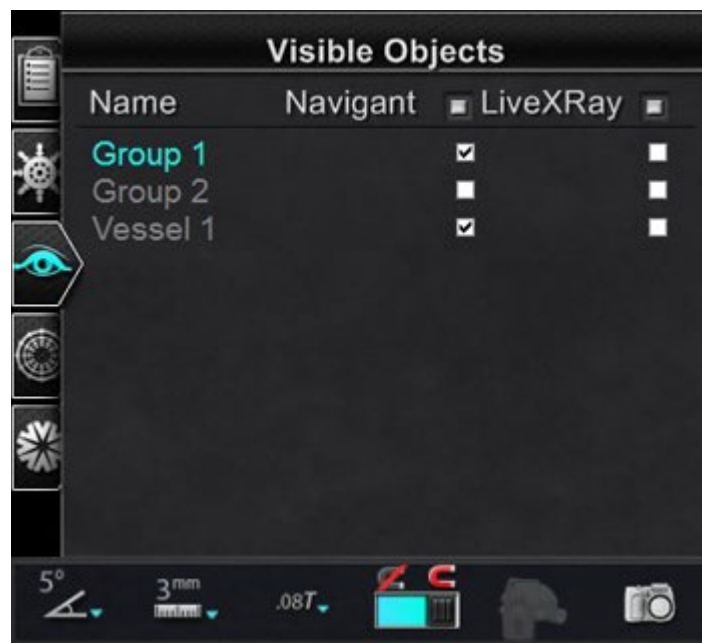 Visible Objects
Name Navigant LiveXRay
Group 1
Group 2
Vessel 1
5° 3mm .08T